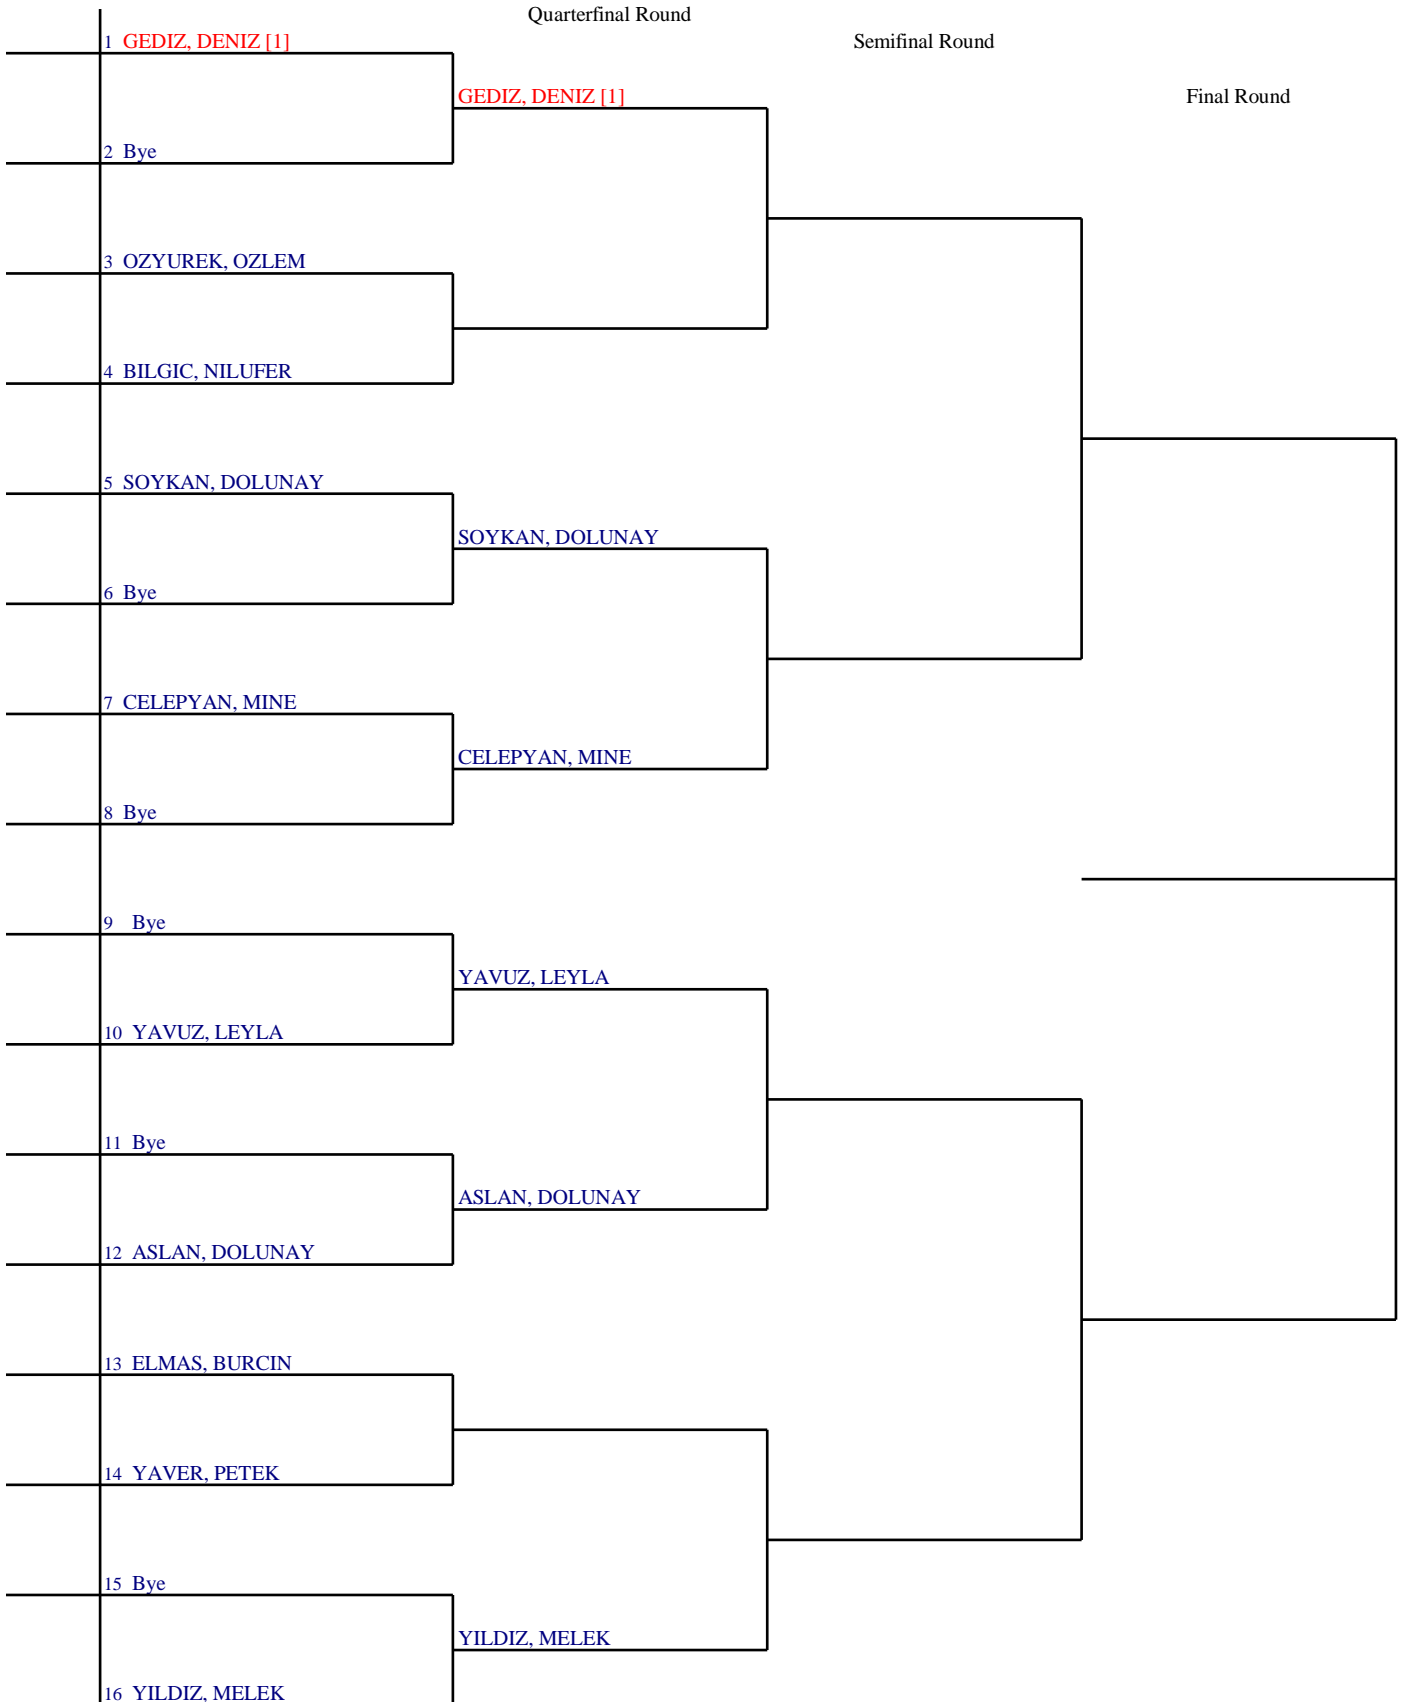 Quarterfinal Round
1 GEDIZ, DENIZ [1]
Semifinal Round
GEDIZ, DENIZ [1]
Final Round
2 Bye
3 OZYUREK, OZLEM
4 BILGIC, NILUFER
5 SOYKAN, DOLUNAY
SOYKAN, DOLUNAY
6 Bye
7 CELEPYAN, MINE
CELEPYAN, MINE
8 Bye
9 Bye
YAVUZ, LEYLA
10 YAVUZ, LEYLA
11 Bye
ASLAN, DOLUNAY
12 ASLAN, DOLUNAY
13 ELMAS, BURCIN
14 YAVER, PETEK
15 Bye
YILDIZ, MELEK
16 YILDIZ, MELEK